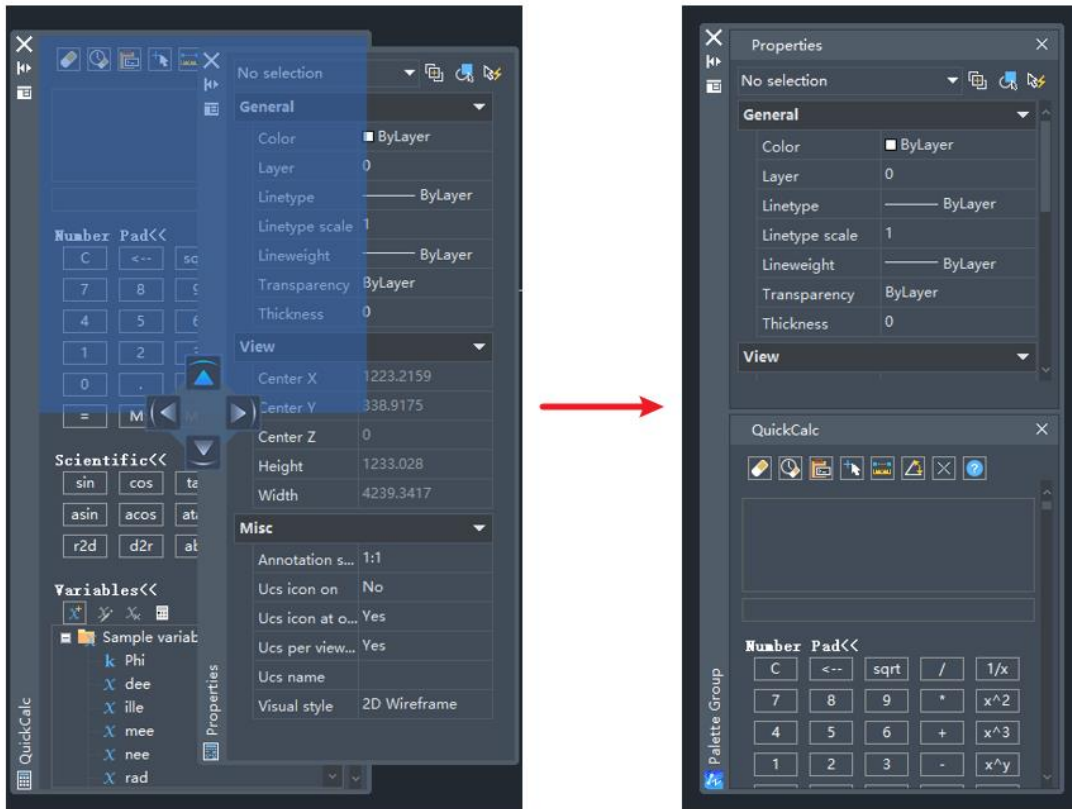 No selection
General
Color ByLayer
Layer 0
Linetype ByLayer
Linetype scale 1
Lineweight ByLayer
Transparency ByLayer
Thickness 0
View
Center X 1223.2159
Center Y 338.9175
Center Z 0
Height 1233.028
Width 4239.3417
Misc
Annotation s... 1:1
Ucs icon on No
Ucs icon at o... Yes
Ucs per view... Yes
Ucs name
Visual style 2D Wireframe
Properties
Number Pad<<
C <--
7 8
4 5
1 2
0 .
= M
Scientific<<
sin cos
asin acos
r2d d2r
Variables<<
Sample variab
k Phi
x dee
x ille
x mee
x nee
x rad
QuickCalc
Properties
No selection
General
Color ByLayer
Layer 0
Linetype ByLayer
Linetype scale 1
Lineweight ByLayer
Transparency ByLayer
Thickness 0
View
QuickCalc
Number Pad<<
C <-- sqrt / 1/x
7 8 9 * x^2
4 5 6 + x^3
1 2 3 - x^y
Palette Group